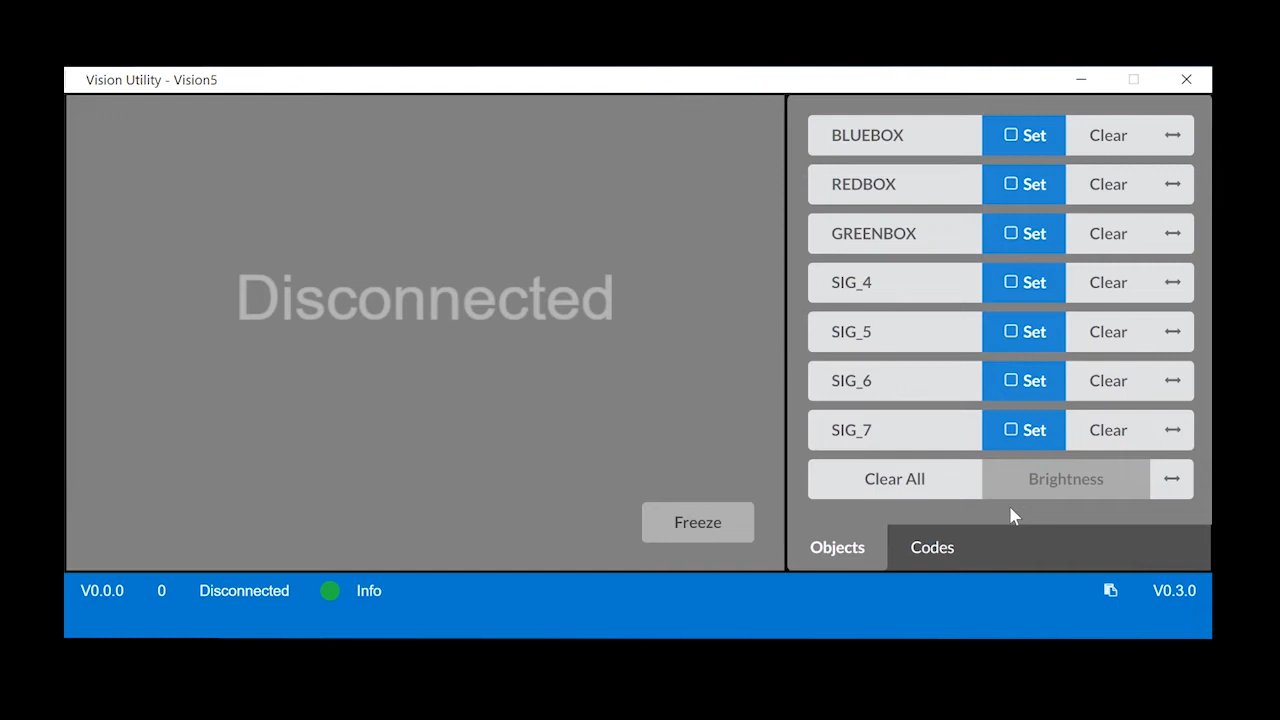 Vision Utility - Vision5
Disconnected
Freeze
BLUEBOX Set Clear
REDBOX Set Clear
GREENBOX Set Clear
SIG_4 Set Clear
SIG_5 Set Clear
SIG_6 Set Clear
SIG_7 Set Clear
Clear All Brightness
Objects Codes
V0.0.0 0 Disconnected Info V0.3.0